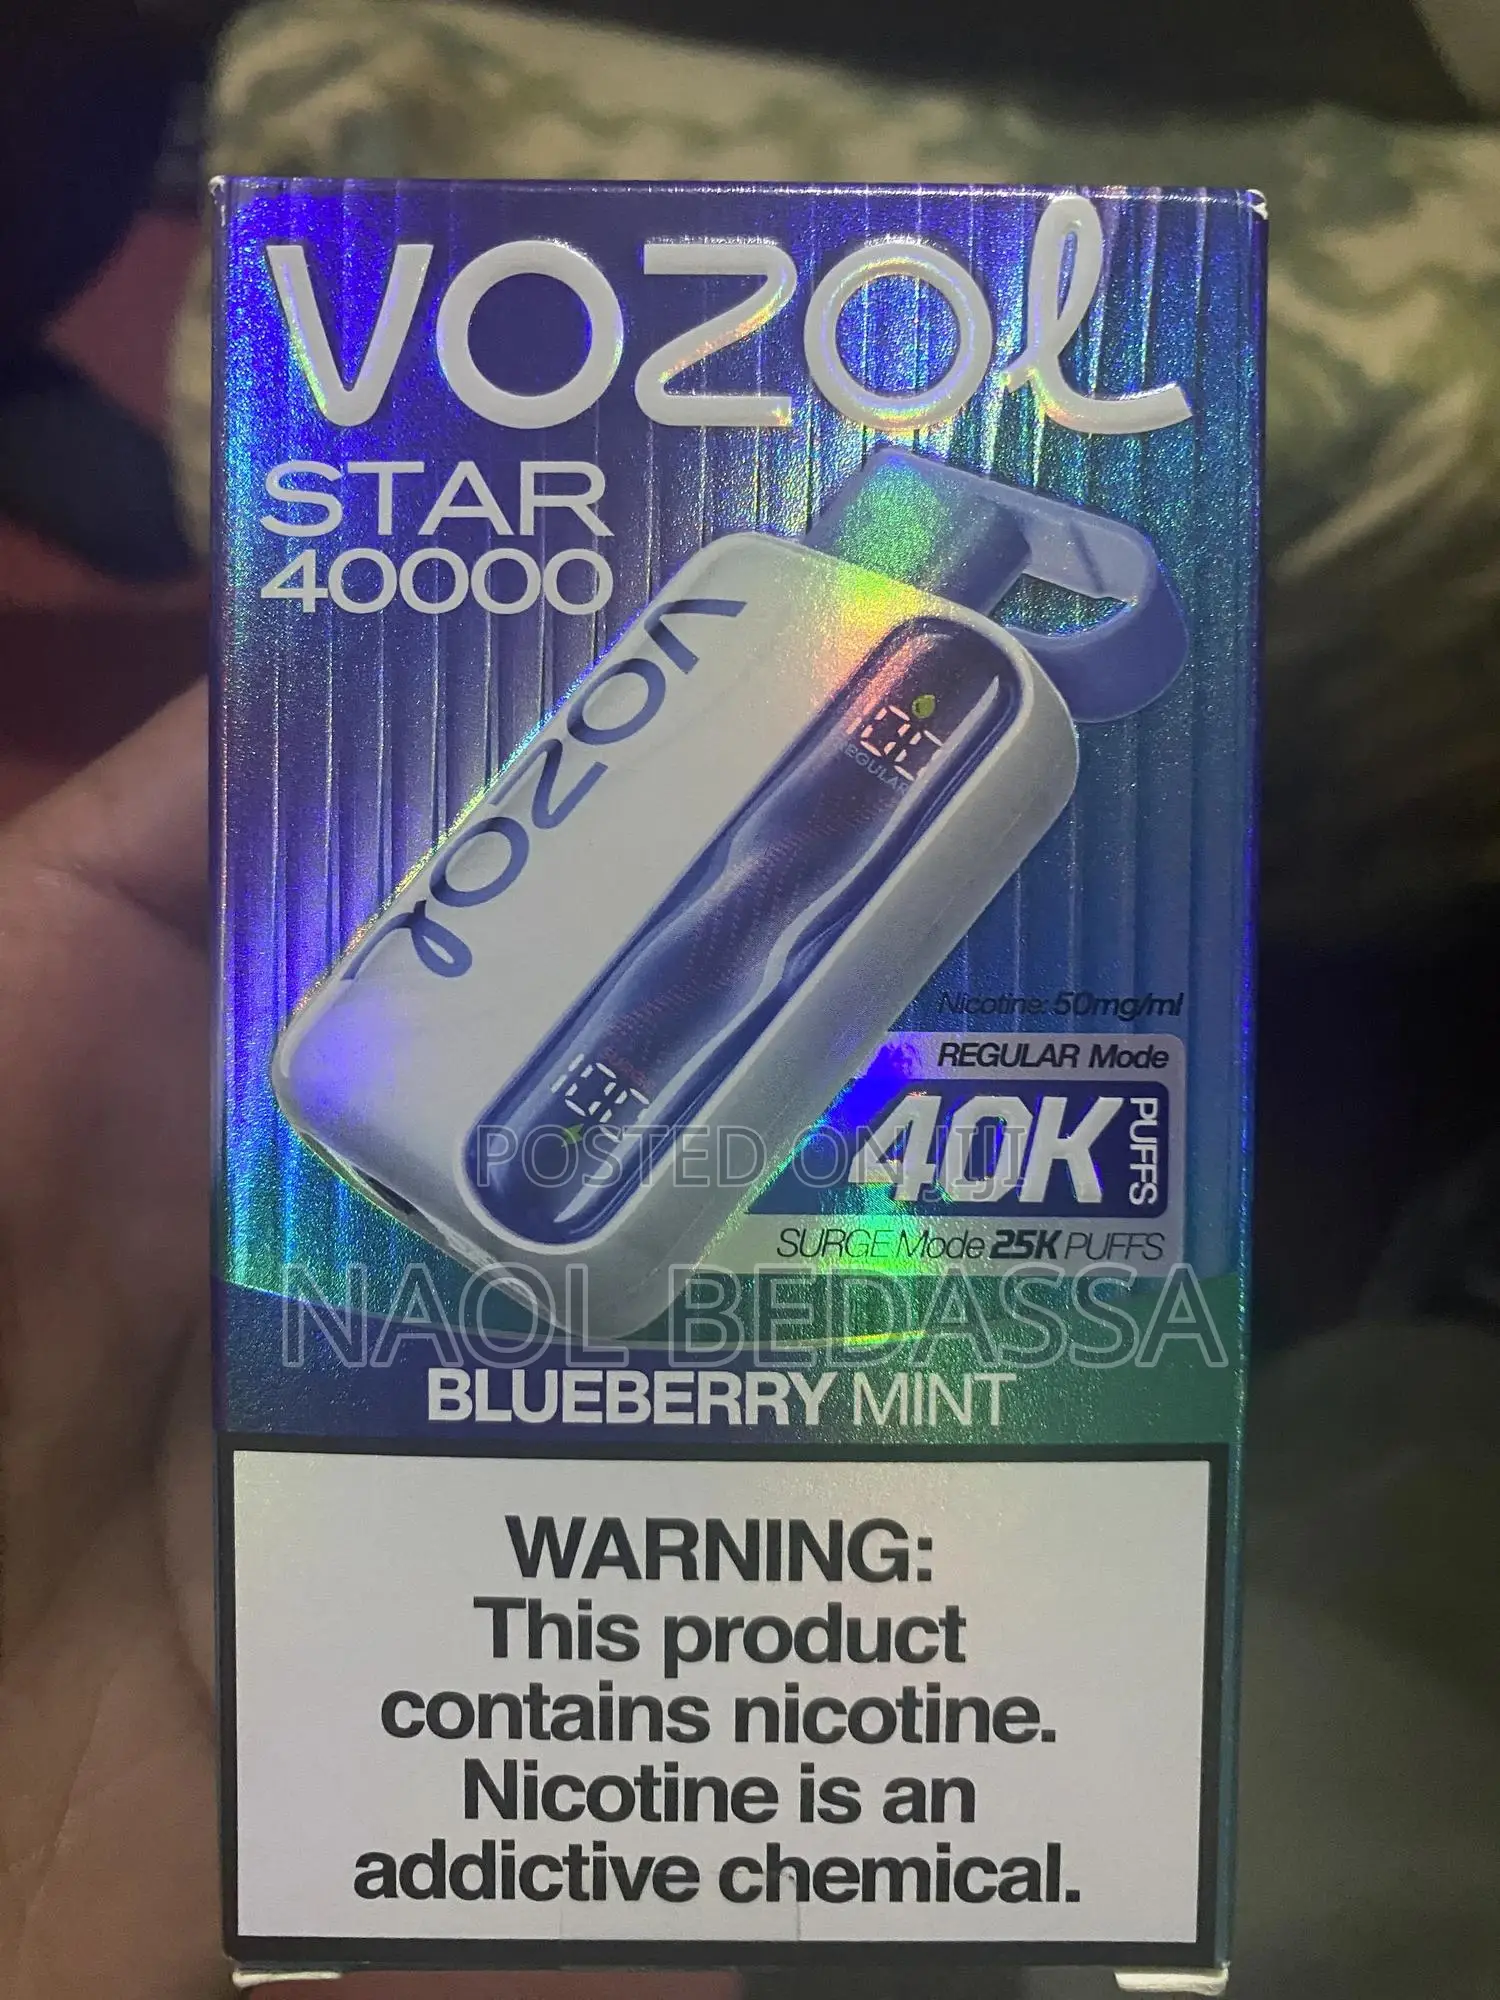 VOZOL
STAR
40000
VOZOL
REGULAR
100
Nicotine: 50mg/ml
REGULAR Mode
40K PUFFS
SURGE Mode 25K PUFFS
POSTED ON JIJI
NAOL BEDASSA
BLUEBERRY MINT
WARNING:
This product
contains nicotine.
Nicotine is an
addictive chemical.